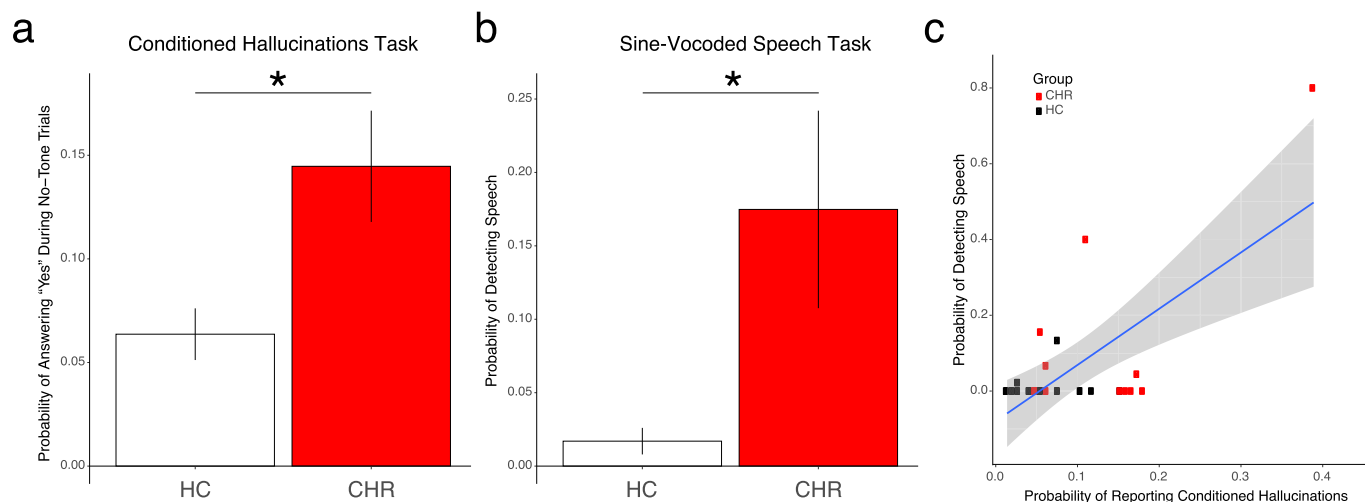 a
Conditioned Hallucinations Task
*
Probability of Answering “Yes” During No−Tone Trials
0.15
0.10
0.05
0.00
HC
CHR
b
Sine-Vocoded Speech Task
*
Probability of Detecting Speech
0.25
0.20
0.15
0.10
0.05
0.00
HC
CHR
c
Group
CHR
HC
Probability of Detecting Speech
0.8
0.6
0.4
0.2
0.0
0.0
0.1
0.2
0.3
0.4
Probability of Reporting Conditioned Hallucinations